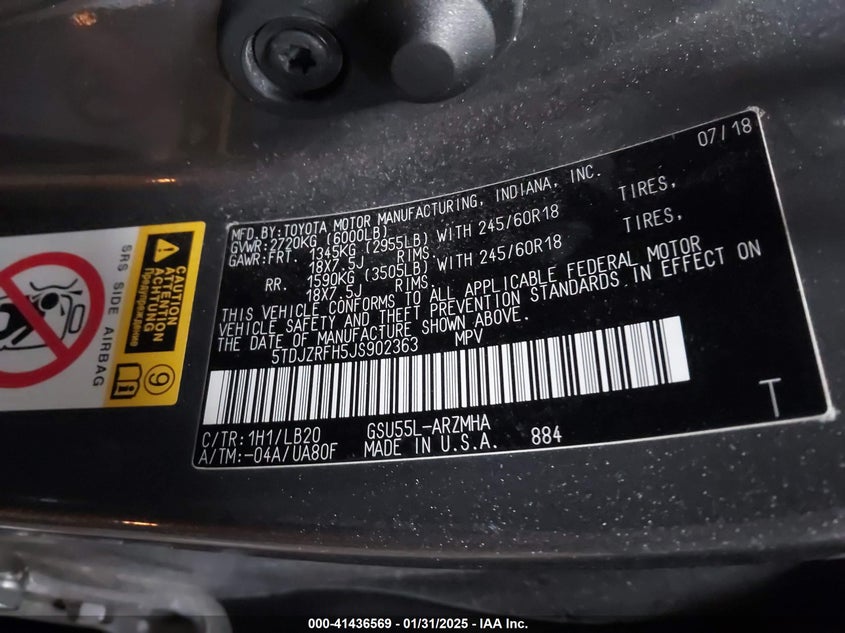 07/18
MFD.BY:TOYOTA MOTOR MANUFACTURING, INDIANA, INC.
GVWR:2720KG (6000LB)
GAWR:FRT. 1345KG (2955LB) WITH 245/60R18 TIRES,
18X7.5J RIMS.
RR. 1590KG (3505LB) WITH 245/60R18 TIRES,
18X7.5J RIMS.
THIS VEHICLE CONFORMS TO ALL APPLICABLE FEDERAL MOTOR
VEHICLE SAFETY AND THEFT PREVENTION STANDARDS IN EFFECT ON
THE DATE OF MANUFACTURE SHOWN ABOVE.
5TDJZRFH5JS902363 MPV
C/TR: 1H1/LB20 GSU55L-ARZMHA
A/TM:-04A/UA80F MADE IN U.S.A. 884
T
SRS SIDE AIRBAG
CAUTION
ATTENTION
ACHTUNG
Предупреждение
9
i
000-41436569 - 01/31/2025 - IAA Inc.